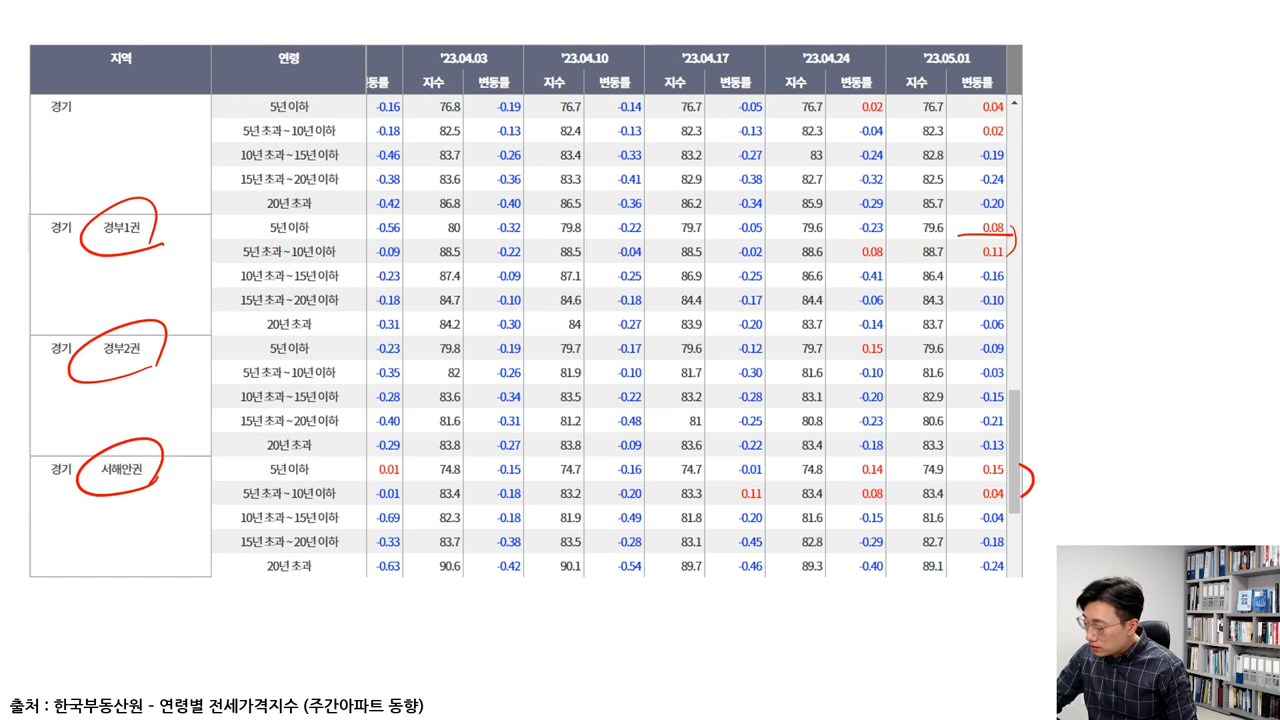 지역 연령 '23.04.03 '23.04.10 '23.04.17 '23.04.24 '23.05.01
변동률 지수 변동률 지수 변동률 지수 변동률 지수 변동률 지수 변동률
경기 5년 이하 -0.16 76.8 -0.19 76.7 -0.14 76.7 -0.05 76.7 0.02 76.7 0.04
5년 초과 ~ 10년 이하 -0.18 82.5 -0.13 82.4 -0.13 82.3 -0.13 82.3 -0.04 82.3 0.02
10년 초과 ~ 15년 이하 -0.46 83.7 -0.26 83.4 -0.33 83.2 -0.27 83 -0.24 82.8 -0.19
15년 초과 ~ 20년 이하 -0.38 83.6 -0.36 83.3 -0.41 82.9 -0.38 82.7 -0.32 82.5 -0.24
20년 초과 -0.42 86.8 -0.40 86.5 -0.36 86.2 -0.34 85.9 -0.29 85.7 -0.20
경기 경부1권 5년 이하 -0.56 80 -0.32 79.8 -0.22 79.7 -0.05 79.6 -0.23 79.6 0.08
5년 초과 ~ 10년 이하 -0.09 88.5 -0.22 88.5 -0.04 88.5 -0.02 88.6 0.08 88.7 0.11
10년 초과 ~ 15년 이하 -0.23 87.4 -0.09 87.1 -0.25 86.9 -0.25 86.6 -0.41 86.4 -0.16
15년 초과 ~ 20년 이하 -0.18 84.7 -0.10 84.6 -0.18 84.4 -0.17 84.4 -0.06 84.3 -0.10
20년 초과 -0.31 84.2 -0.30 84 -0.27 83.9 -0.20 83.7 -0.14 83.7 -0.06
경기 경부2권 5년 이하 -0.23 79.8 -0.19 79.7 -0.17 79.6 -0.12 79.7 0.15 79.6 -0.09
5년 초과 ~ 10년 이하 -0.35 82 -0.26 81.9 -0.10 81.7 -0.30 81.6 -0.10 81.6 -0.03
10년 초과 ~ 15년 이하 -0.28 83.6 -0.34 83.5 -0.22 83.2 -0.28 83.1 -0.20 82.9 -0.15
15년 초과 ~ 20년 이하 -0.40 81.6 -0.31 81.2 -0.48 81 -0.25 80.8 -0.23 80.6 -0.21
20년 초과 -0.29 83.8 -0.27 83.8 -0.09 83.6 -0.22 83.4 -0.18 83.3 -0.13
경기 서해안권 5년 이하 0.01 74.8 -0.15 74.7 -0.16 74.7 -0.01 74.8 0.14 74.9 0.15
5년 초과 ~ 10년 이하 -0.01 83.4 -0.18 83.2 -0.20 83.3 0.11 83.4 0.08 83.4 0.04
10년 초과 ~ 15년 이하 -0.69 82.3 -0.18 81.9 -0.49 81.8 -0.20 81.6 -0.15 81.6 -0.04
15년 초과 ~ 20년 이하 -0.33 83.7 -0.38 83.5 -0.28 83.1 -0.45 82.8 -0.29 82.7 -0.18
20년 초과 -0.63 90.6 -0.42 90.1 -0.54 89.7 -0.46 89.3 -0.40 89.1 -0.24
출처 : 한국부동산원 - 연령별 전세가격지수 (주간아파트 동향)